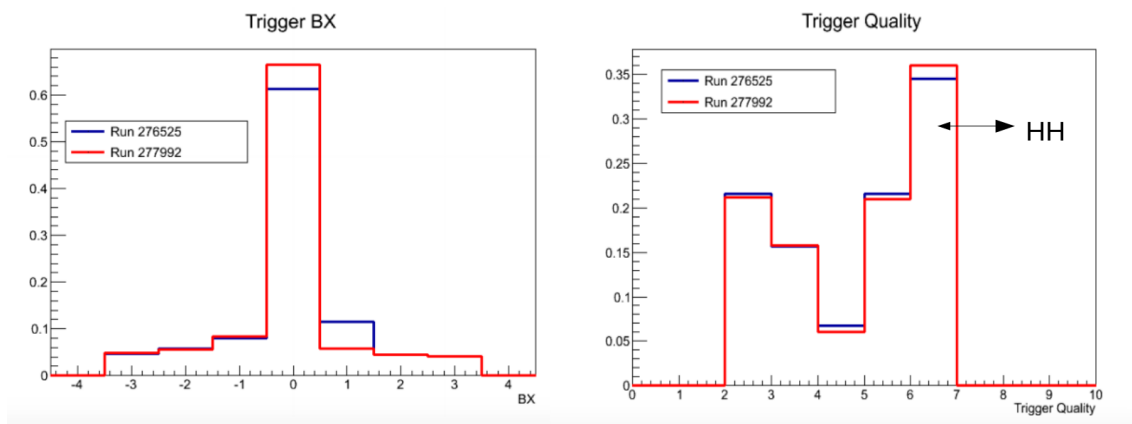 Trigger BX
0.6
0.5
0.4
0.3
0.2
0.1
0
Run 276525
Run 277992
-4 -3 -2 -1 0 1 2 3 4
BX
Trigger Quality
0.35
0.3
0.25
0.2
0.15
0.1
0.05
0
Run 276525
Run 277992
HH
0 1 2 3 4 5 6 7 8 9 10
Trigger Quality